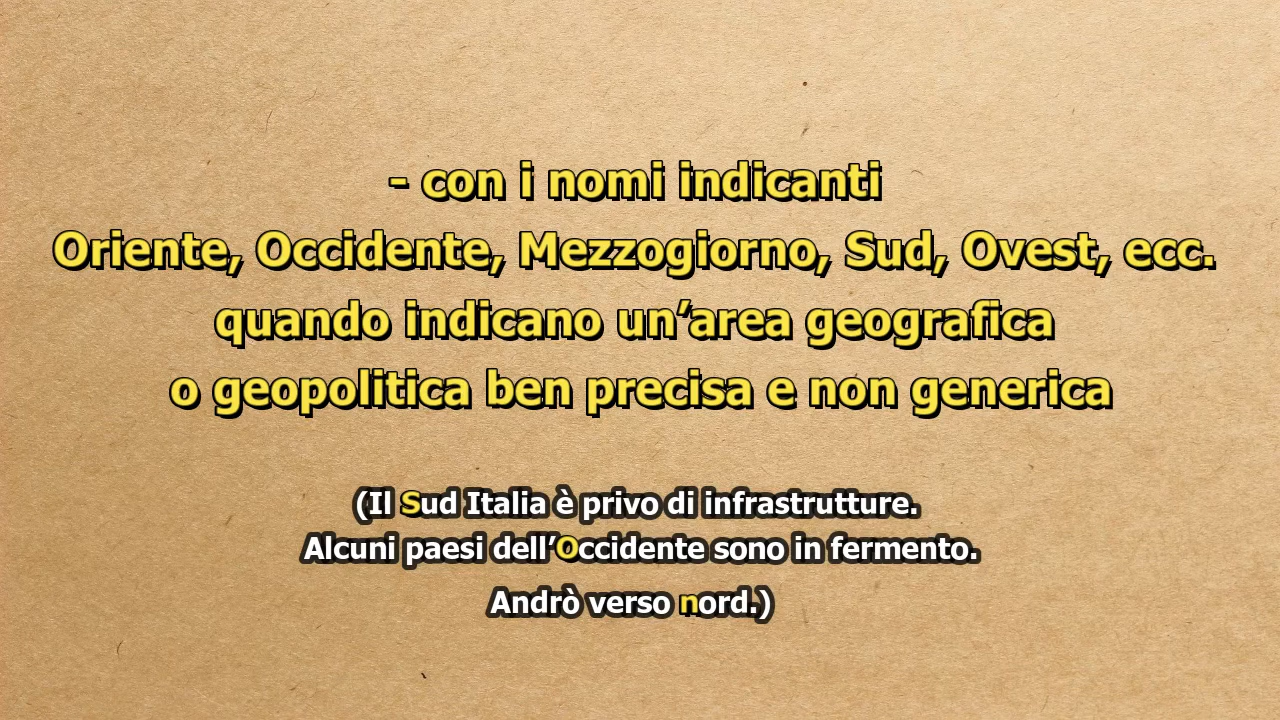 - con i nomi indicanti
Oriente, Occidente, Mezzogiorno, Sud, Ovest, ecc.
quando indicano un’area geografica
o geopolitica ben precisa e non generica
(Il Sud Italia è privo di infrastrutture.
Alcuni paesi dell’Occidente sono in fermento.
Andrò verso nord.)